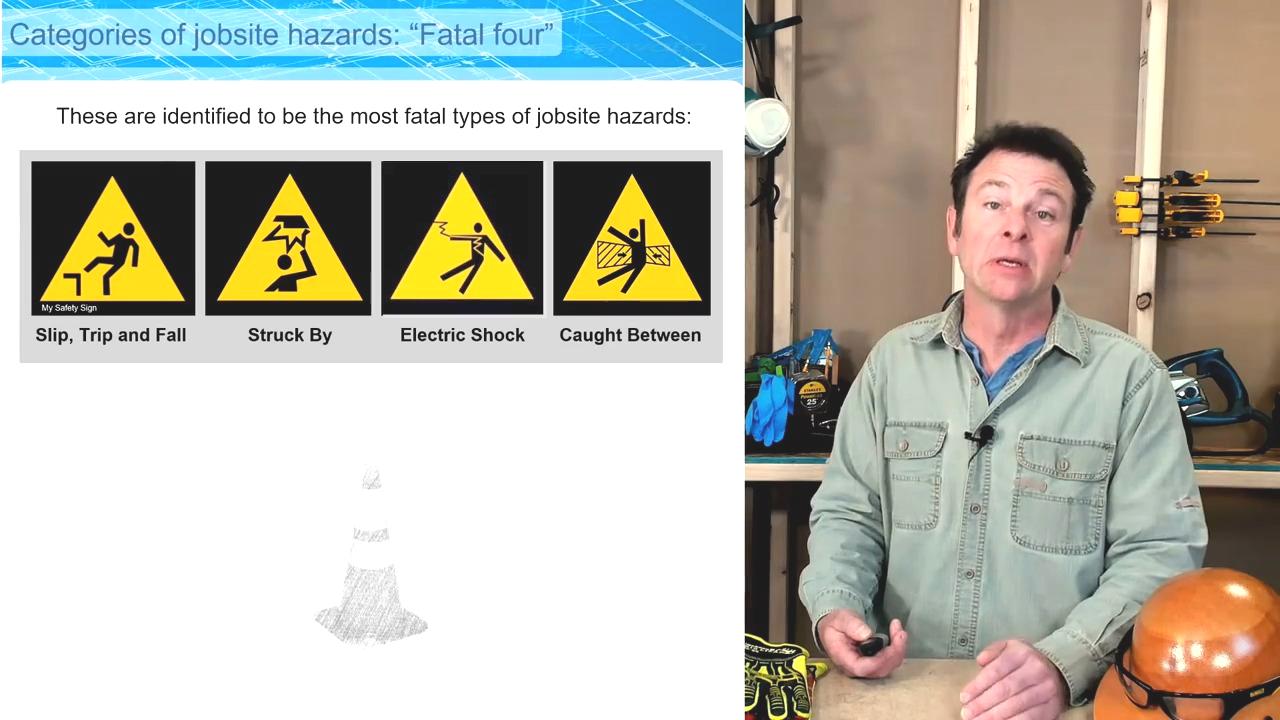 Categories of jobsite hazards: “Fatal four”
These are identified to be the most fatal types of jobsite hazards:
My Safety Sign
Slip, Trip and Fall
Struck By
Electric Shock
Caught Between
STANLEY
25'
DEWALT